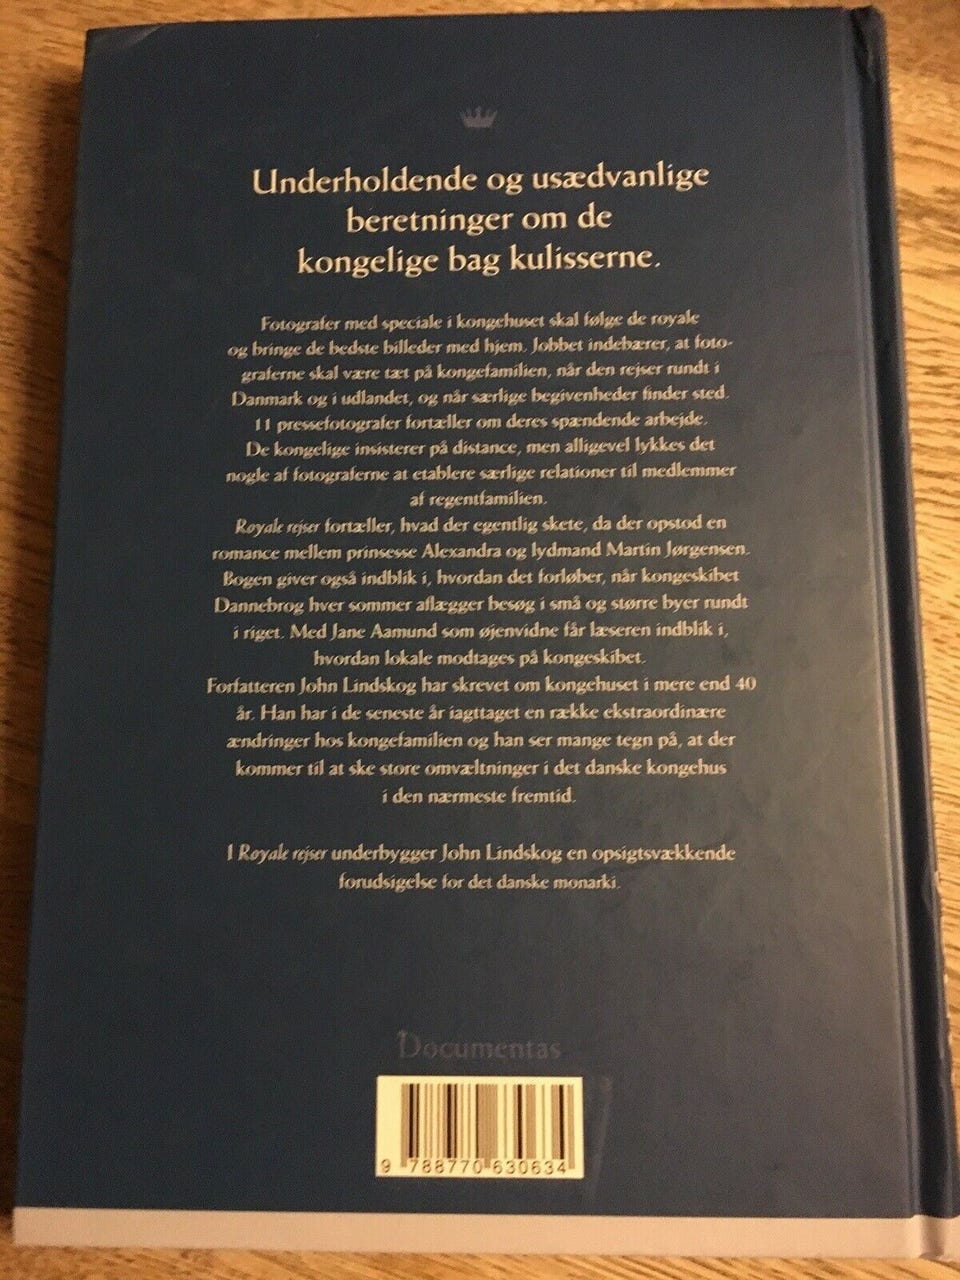 Underholdende og usædvanlige
beretninger om de
kongelige bag kulisserne.
Fotografer med speciale i kongehuset skal følge de royale
og bringe de bedste billeder med hjem. Jobbet indebærer, at foto-
graferne skal være tæt på kongefamilien, når den rejser rundt i
Danmark og i udlandet, og når særlige begivenheder finder sted.
11 pressefotografer fortæller om deres spændende arbejde.
De kongelige insisterer på distance, men alligevel lykkes det
nogle af fotograferne at etablere særlige relationer til medlemmer
af regentfamilien.
Royale rejser fortæller, hvad der egentlig skete, da der opstod en
romance mellem prinsesse Alexandra og lydmand Martin Jørgensen.
Bogen giver også indblik i, hvordan det forløber, når kongeskibet
Dannebrog hver sommer aflægger besøg i små og større byer rundt
i riget. Med Jane Aamund som øjenvidne får læseren indblik i,
hvordan lokale modtages på kongeskibet.
Forfatteren John Lindskog har skrevet om kongehuset i mere end 40
år. Han har i de seneste år iagttaget en række ekstraordinære
ændringer hos kongefamilien og han ser mange tegn på, at der
kommer til at ske store omvæltninger i det danske kongehus
i den nærmeste fremtid.
I Royale rejser underbygger John Lindskog en opsigtsvækkende
forudsigelse for det danske monarki.
Documentas
9 788770 630634